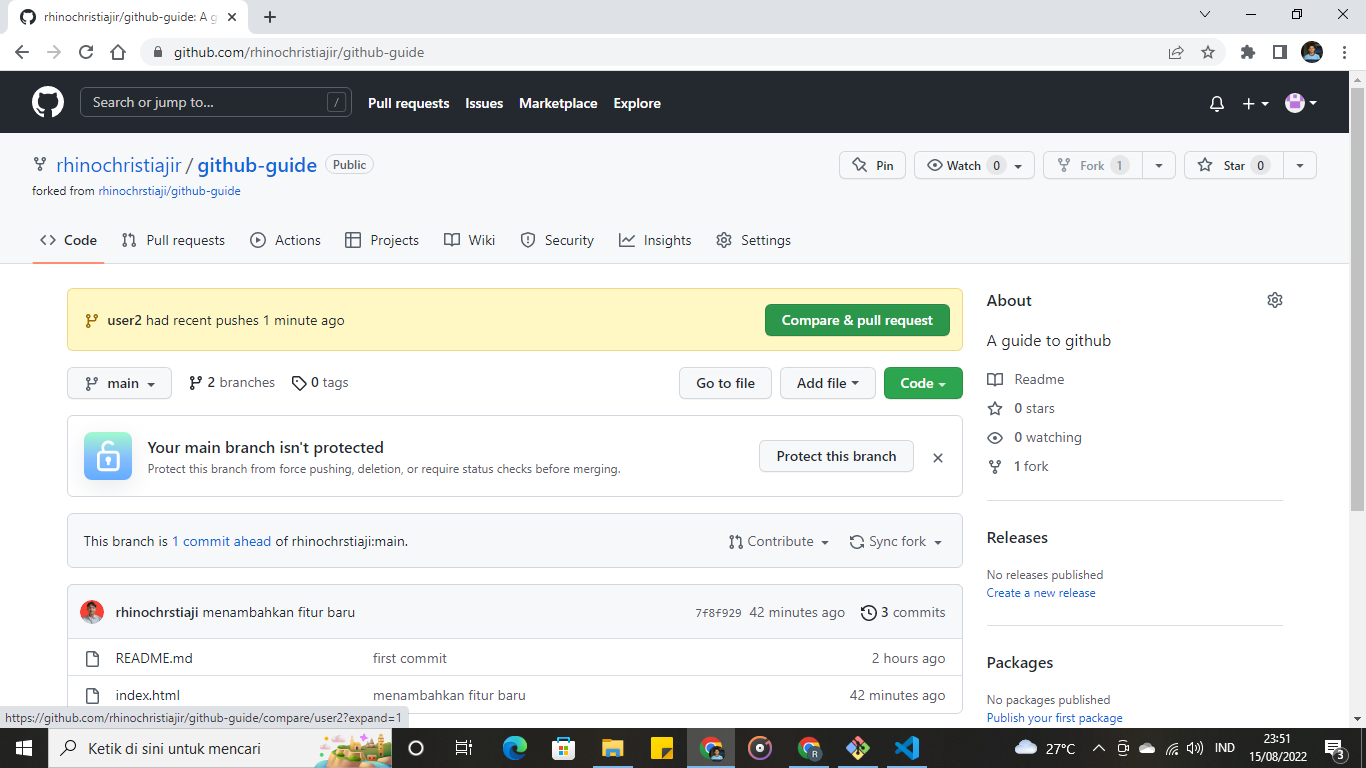 rhinochristiajir/github-guide: A g
github.com/rhinochristiajir/github-guide
Search or jump to... /
Pull requests Issues Marketplace Explore
rhinochristiajir / github-guide Public
Pin Watch 0 Fork 1 Star 0
forked from rhinochrstiaji/github-guide
Code Pull requests Actions Projects Wiki Security Insights Settings
user2 had recent pushes 1 minute ago Compare & pull request
main 2 branches 0 tags Go to file Add file Code
Your main branch isn't protected
Protect this branch from force pushing, deletion, or require status checks before merging.
Protect this branch
This branch is 1 commit ahead of rhinochrstiaji:main. Contribute Sync fork
rhinochrstiaji menambahkan fitur baru 7f8f929 42 minutes ago 3 commits
README.md first commit 2 hours ago
index.html menambahkan fitur baru 42 minutes ago
About
A guide to github
Readme
0 stars
0 watching
1 fork
Releases
No releases published
Create a new release
Packages
No packages published
Publish your first package
https://github.com/rhinochristiajir/github-guide/compare/user2?expand=1
Ketik di sini untuk mencari
R
27°C IND
23:51
15/08/2022
3